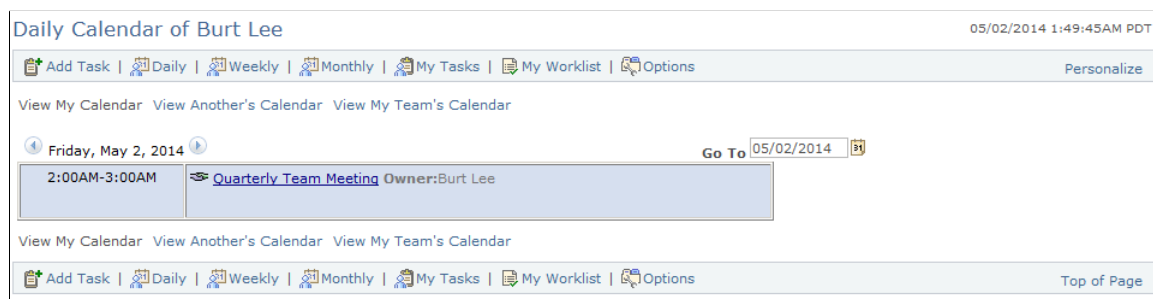 Daily Calendar of Burt Lee 05/02/2014 1:49:45AM PDT
Add Task | Daily | Weekly | Monthly | My Tasks | My Worklist | Options Personalize
View My Calendar View Another's Calendar View My Team's Calendar
Friday, May 2, 2014 Go To 05/02/2014
2:00AM-3:00AM Quarterly Team Meeting Owner:Burt Lee
View My Calendar View Another's Calendar View My Team's Calendar
Add Task | Daily | Weekly | Monthly | My Tasks | My Worklist | Options Top of Page